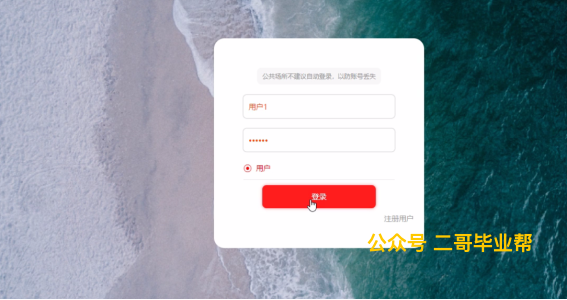 公共场所不建议自动登录，以防账号丢失
用户1
••••••
用户
登录
注册用户
公众号 二哥毕业帮